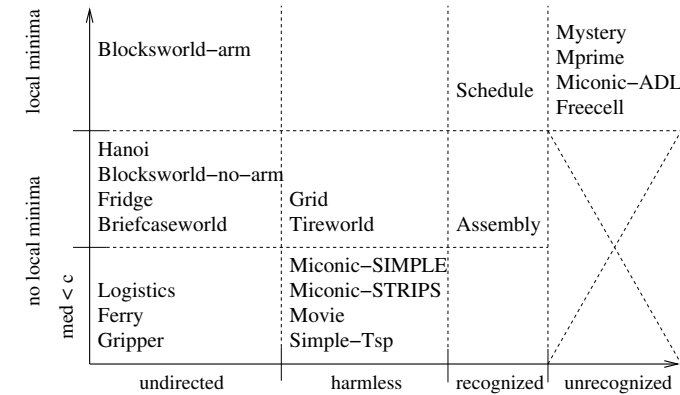 local minima
no local minima
med < c
Blocksworld−arm
Schedule
Mystery
Mprime
Miconic−ADL
Freecell
Hanoi
Blocksworld−no−arm
Fridge
Briefcaseworld
Grid
Tireworld
Assembly
Logistics
Ferry
Gripper
Miconic−SIMPLE
Miconic−STRIPS
Movie
Simple−Tsp
undirected harmless recognized unrecognized